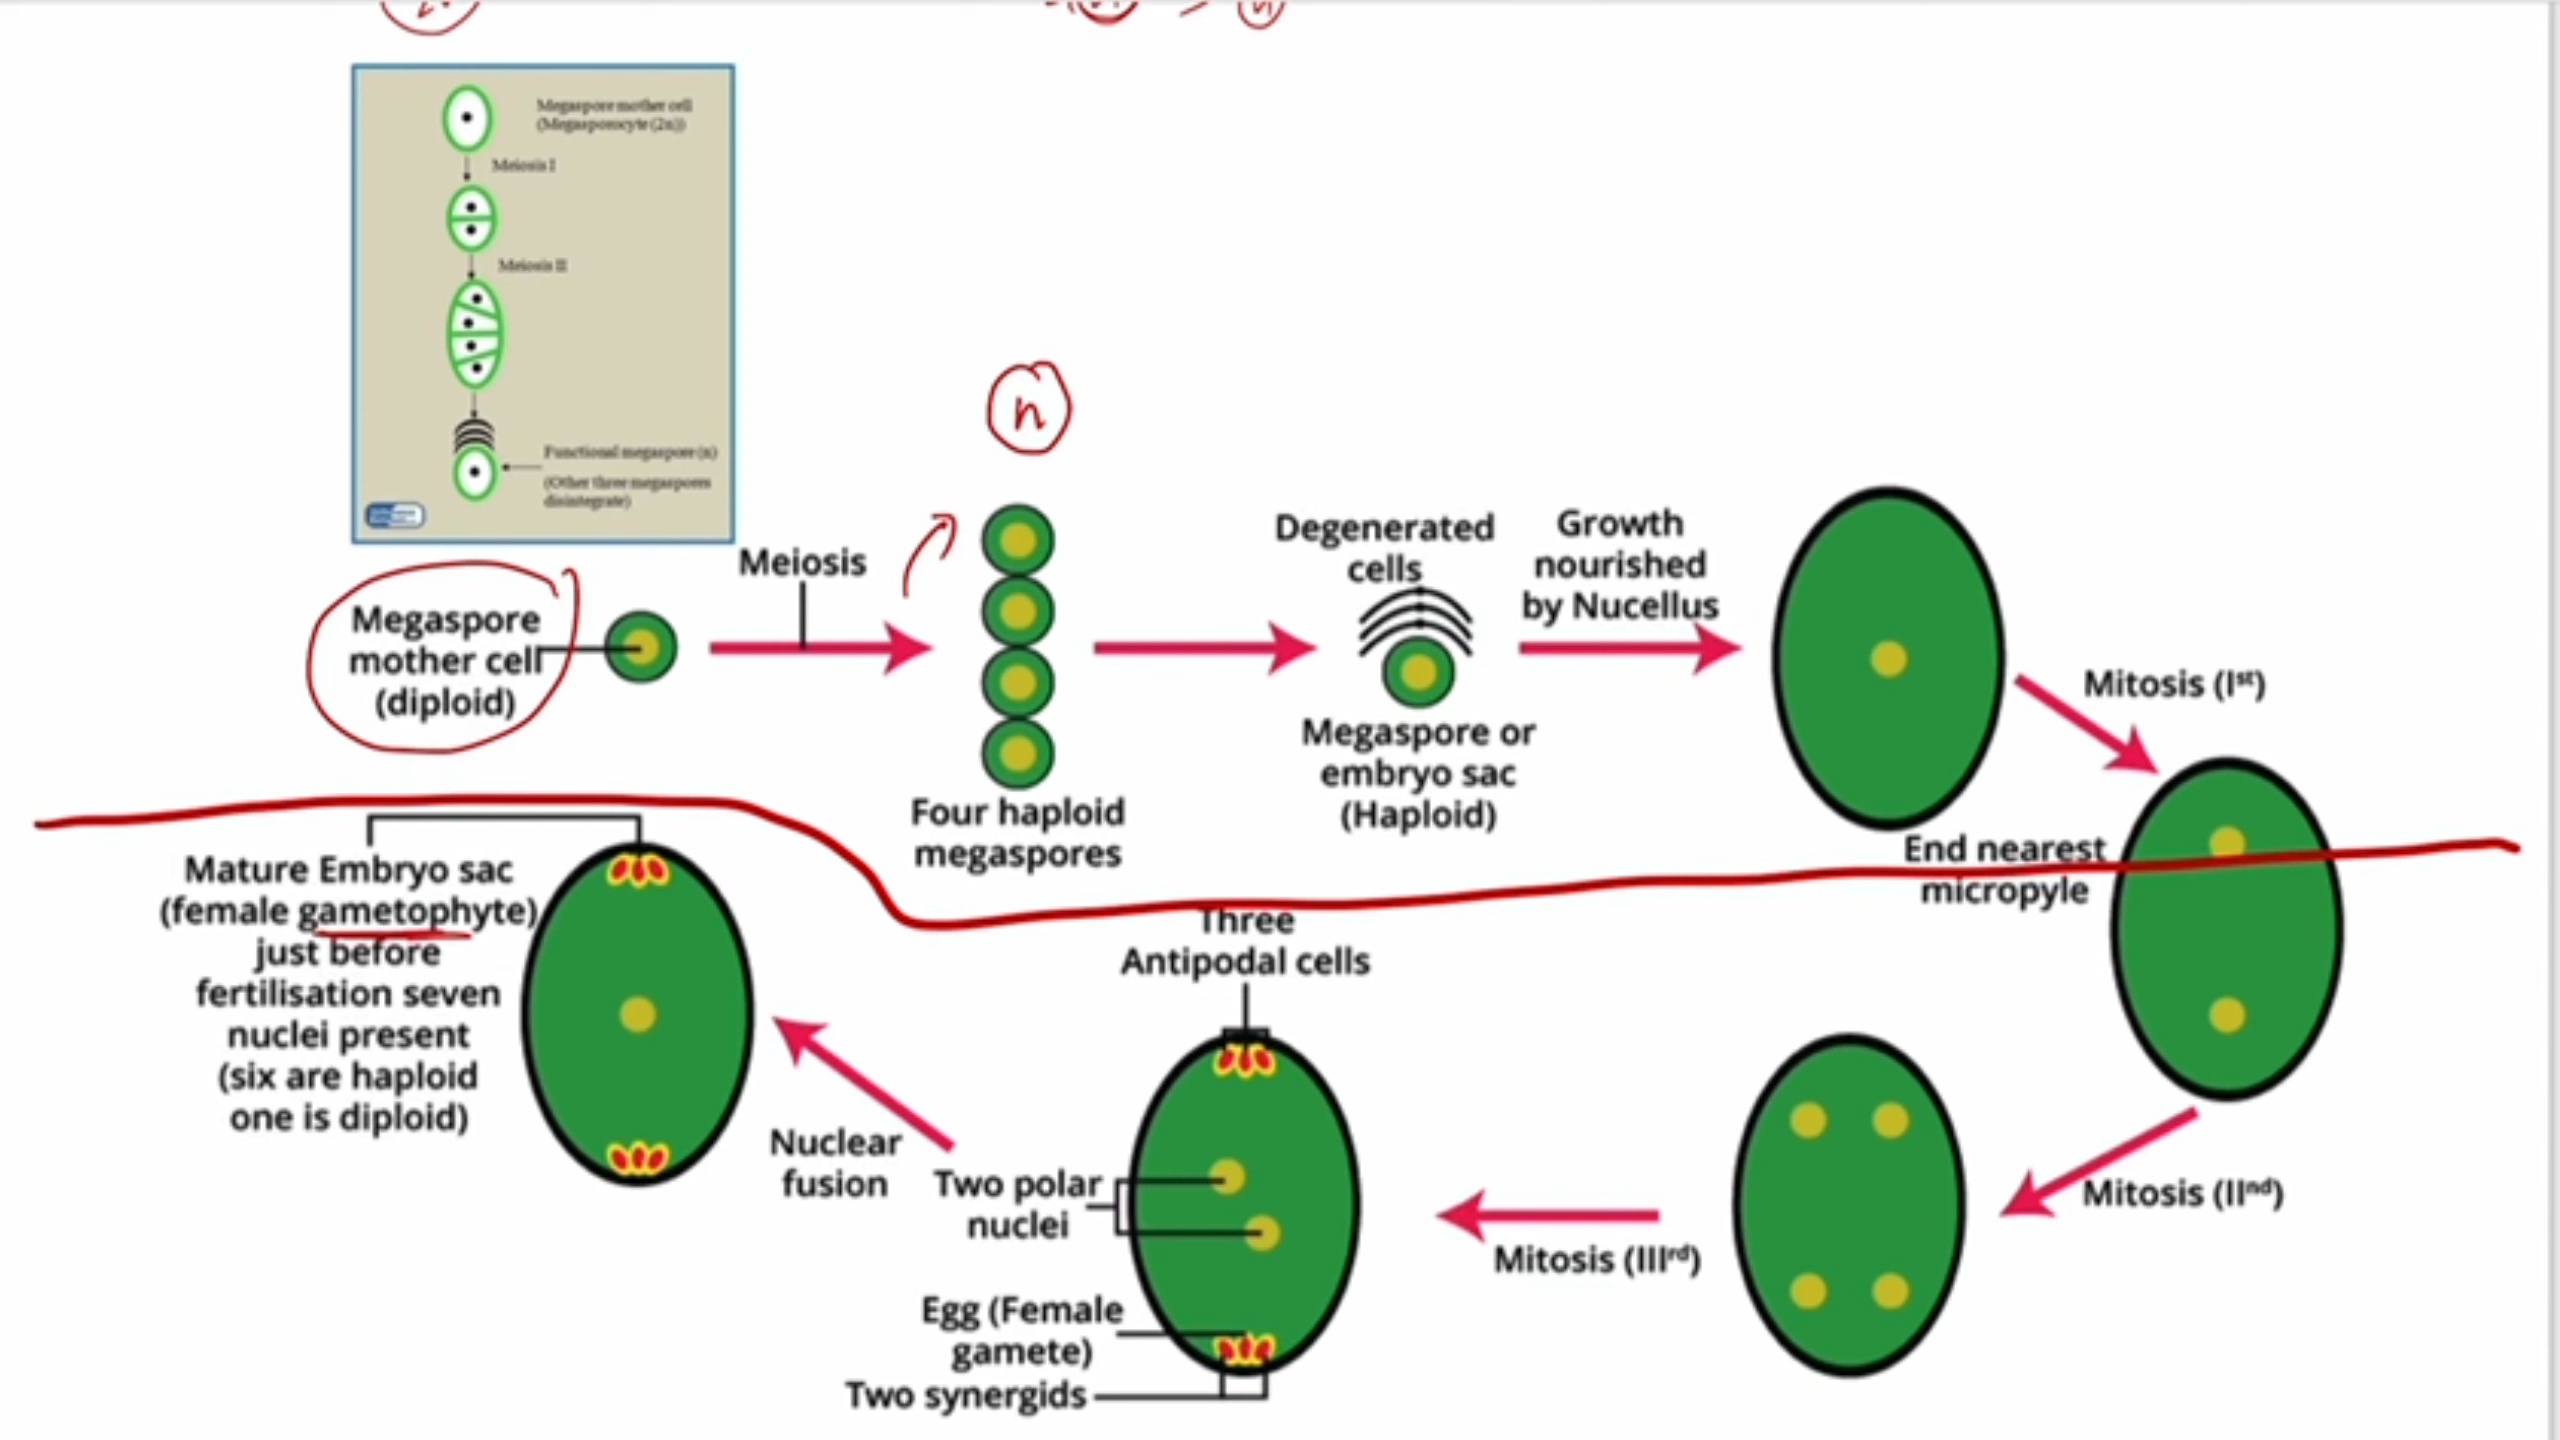 Megaspore mother cell
(Megasporocyte (2n))
Meiosis I
Meiosis II
Functional megaspore (n)
(Other three megaspores
disintegrate)
n
Megaspore
mother cell
(diploid)
Meiosis
Four haploid
megaspores
Degenerated
cells
Megaspore or
embryo sac
(Haploid)
Growth
nourished
by Nucellus
Mitosis (Iˢᵗ)
End nearest
micropyle
Mitosis (IIⁿᵈ)
Mitosis (IIIʳᵈ)
Three
Antipodal cells
Two polar
nuclei
Egg (Female
gamete)
Two synergids
Nuclear
fusion
Mature Embryo sac
(female gametophyte)
just before
fertilisation seven
nuclei present
(six are haploid
one is diploid)